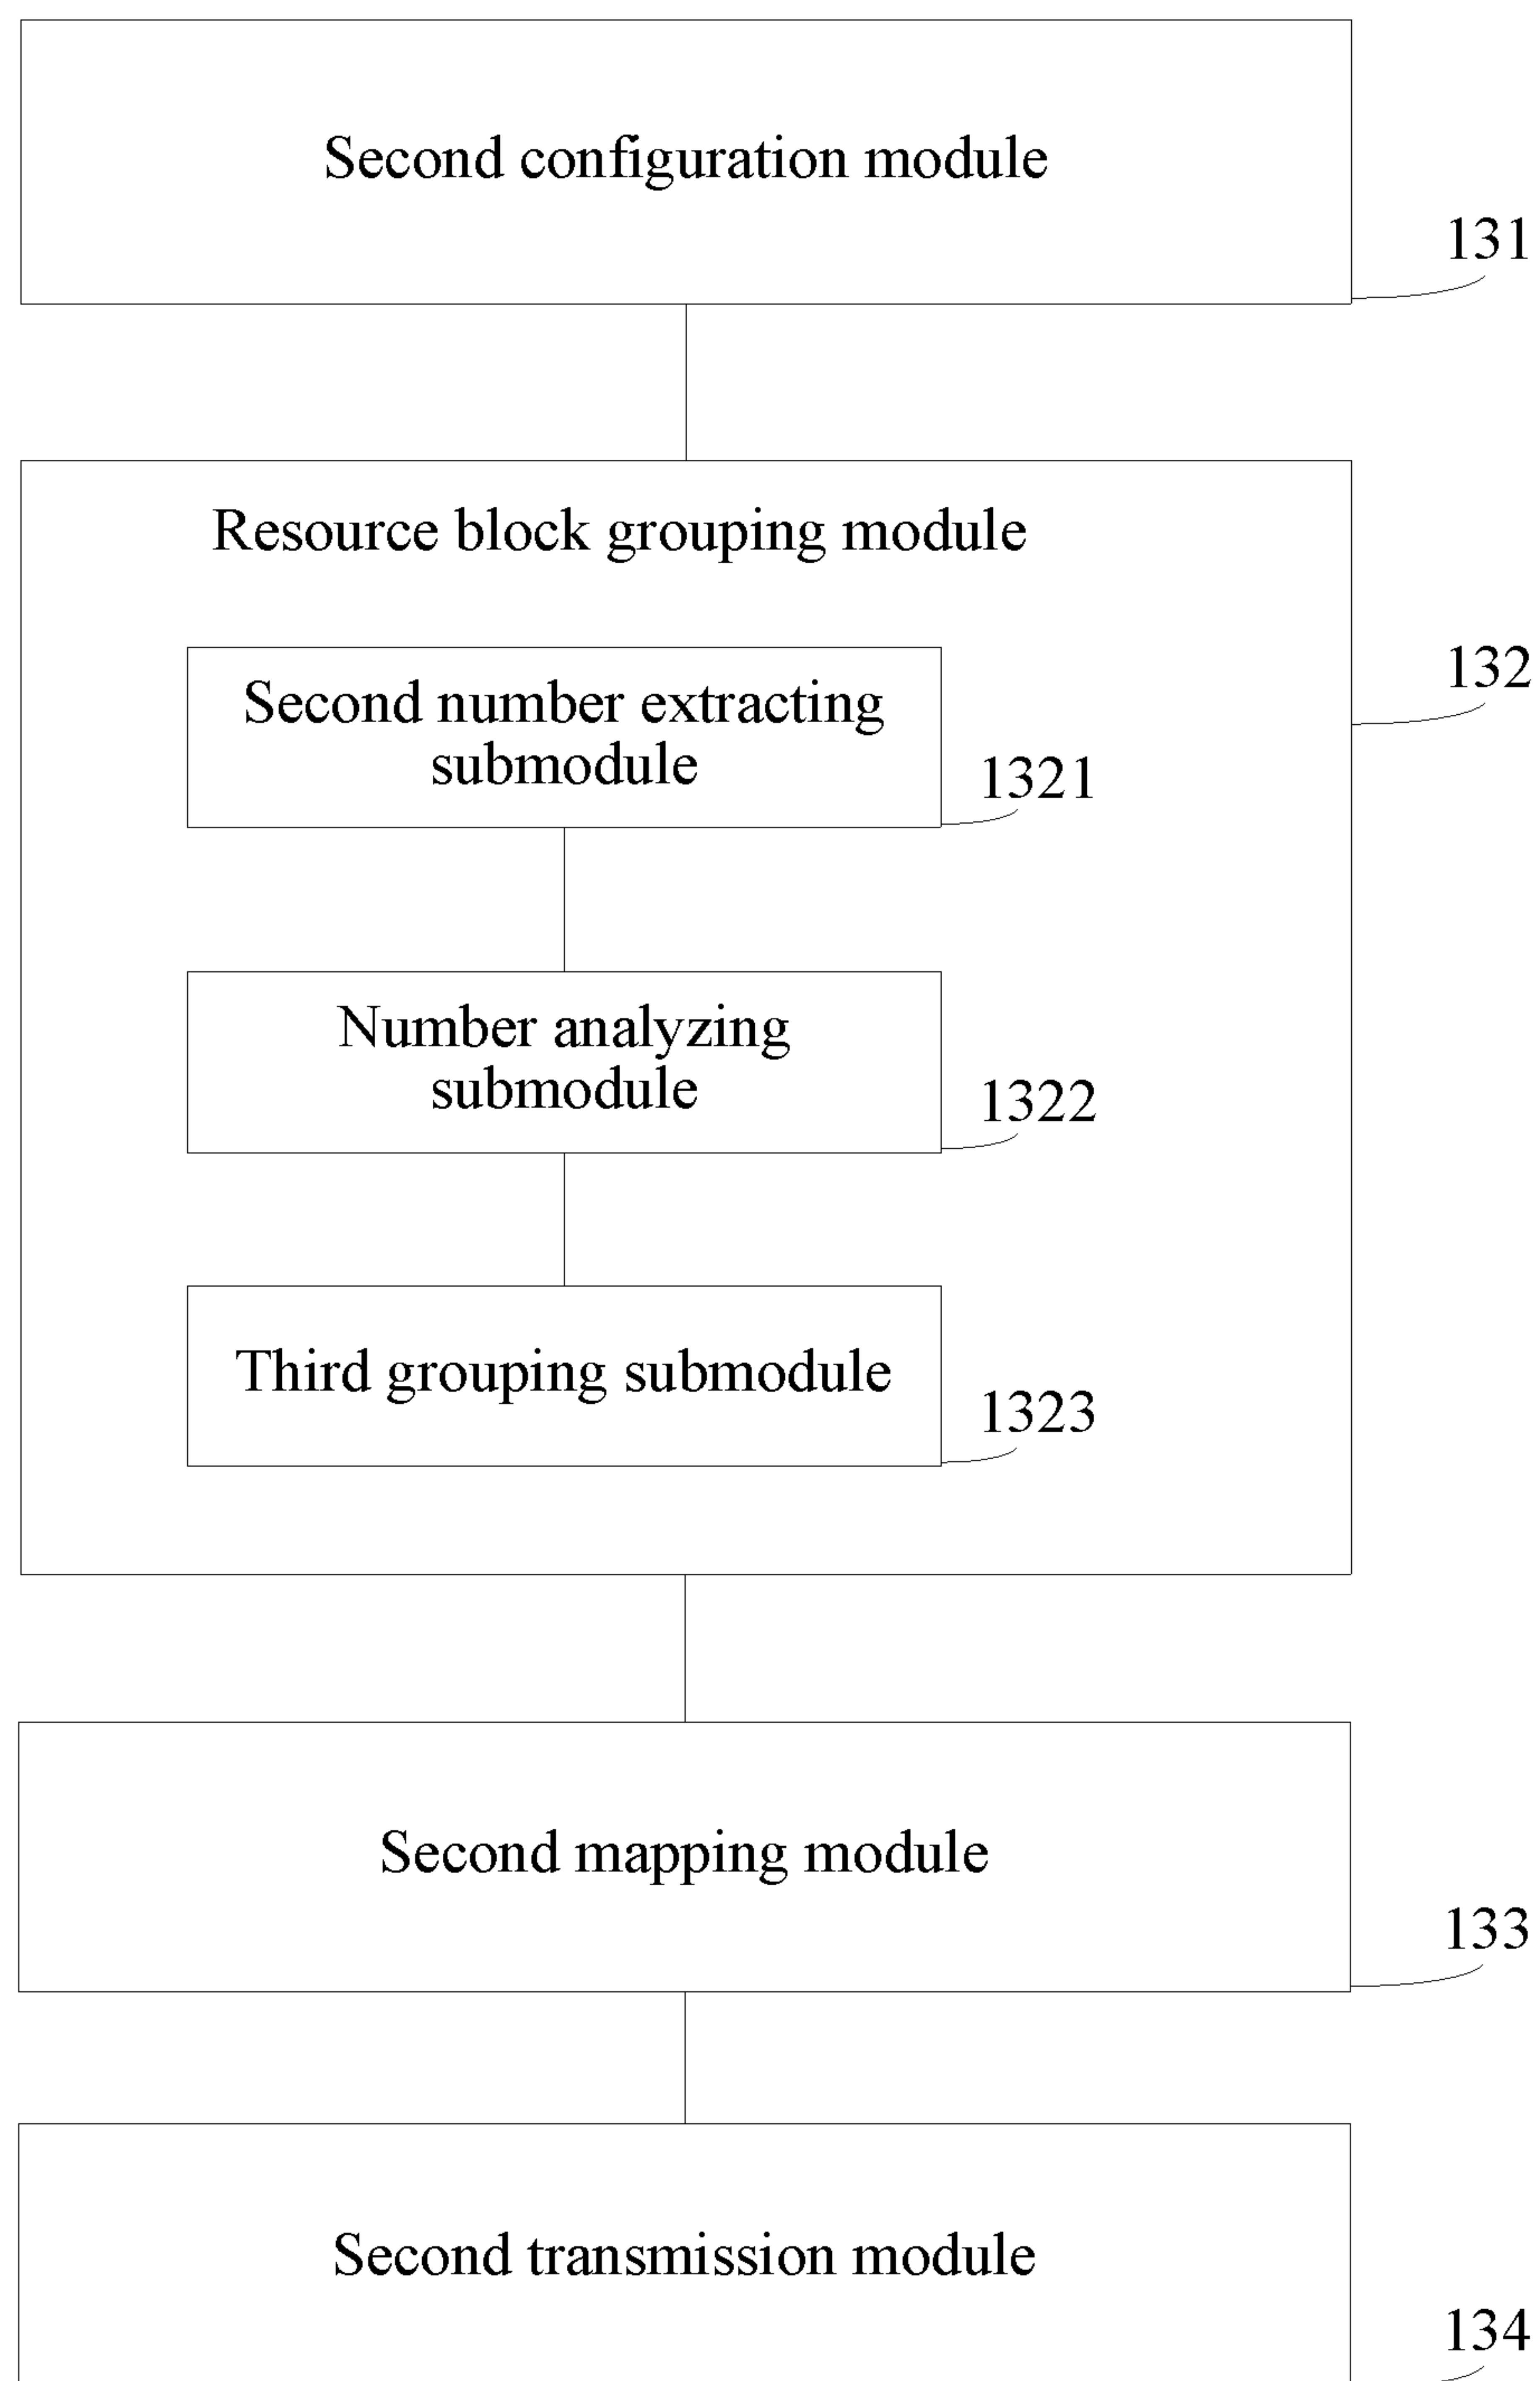 Second configuration module
131
Resource block grouping module
132
Second number extracting
submodule
1321
Number analyzing
submodule
1322
Third grouping submodule
1323
Second mapping module
133
Second transmission module
134